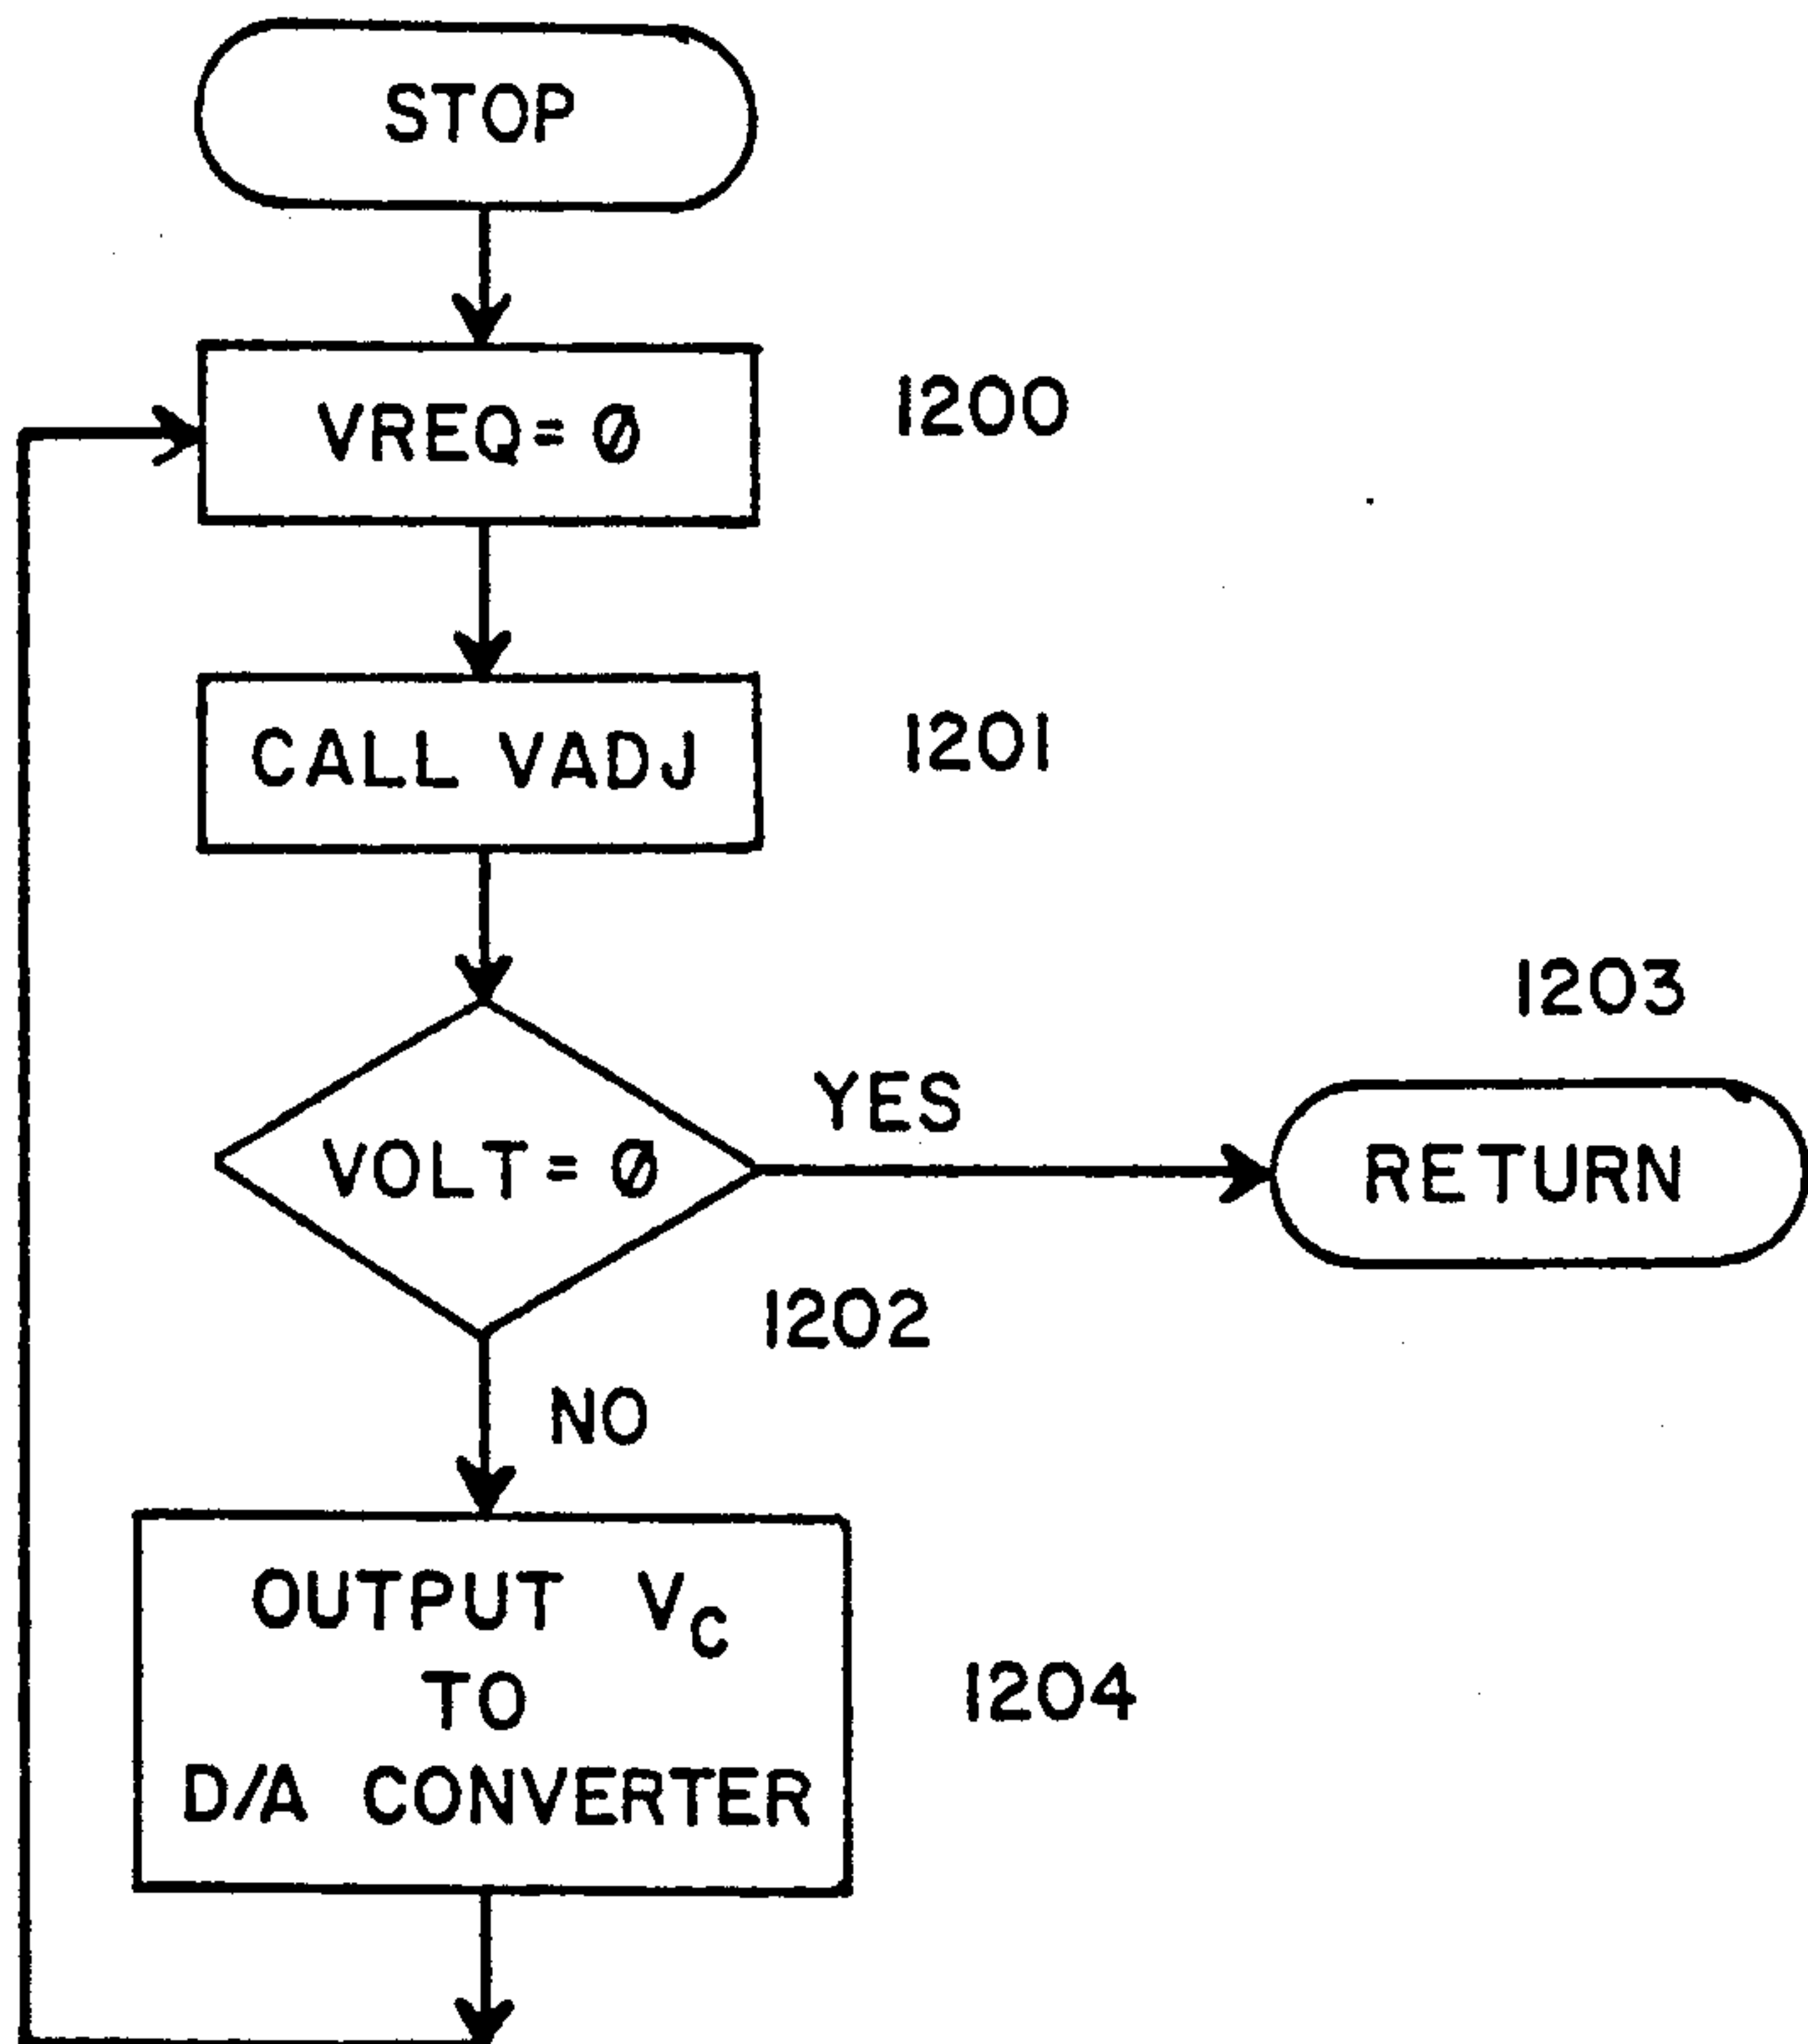 STOP
VREQ=Ø
1200
CALL VADJ
1201
VOLT=Ø
YES
1202
1203
RETURN
NO
OUTPUT V_C
TO
D/A CONVERTER
1204